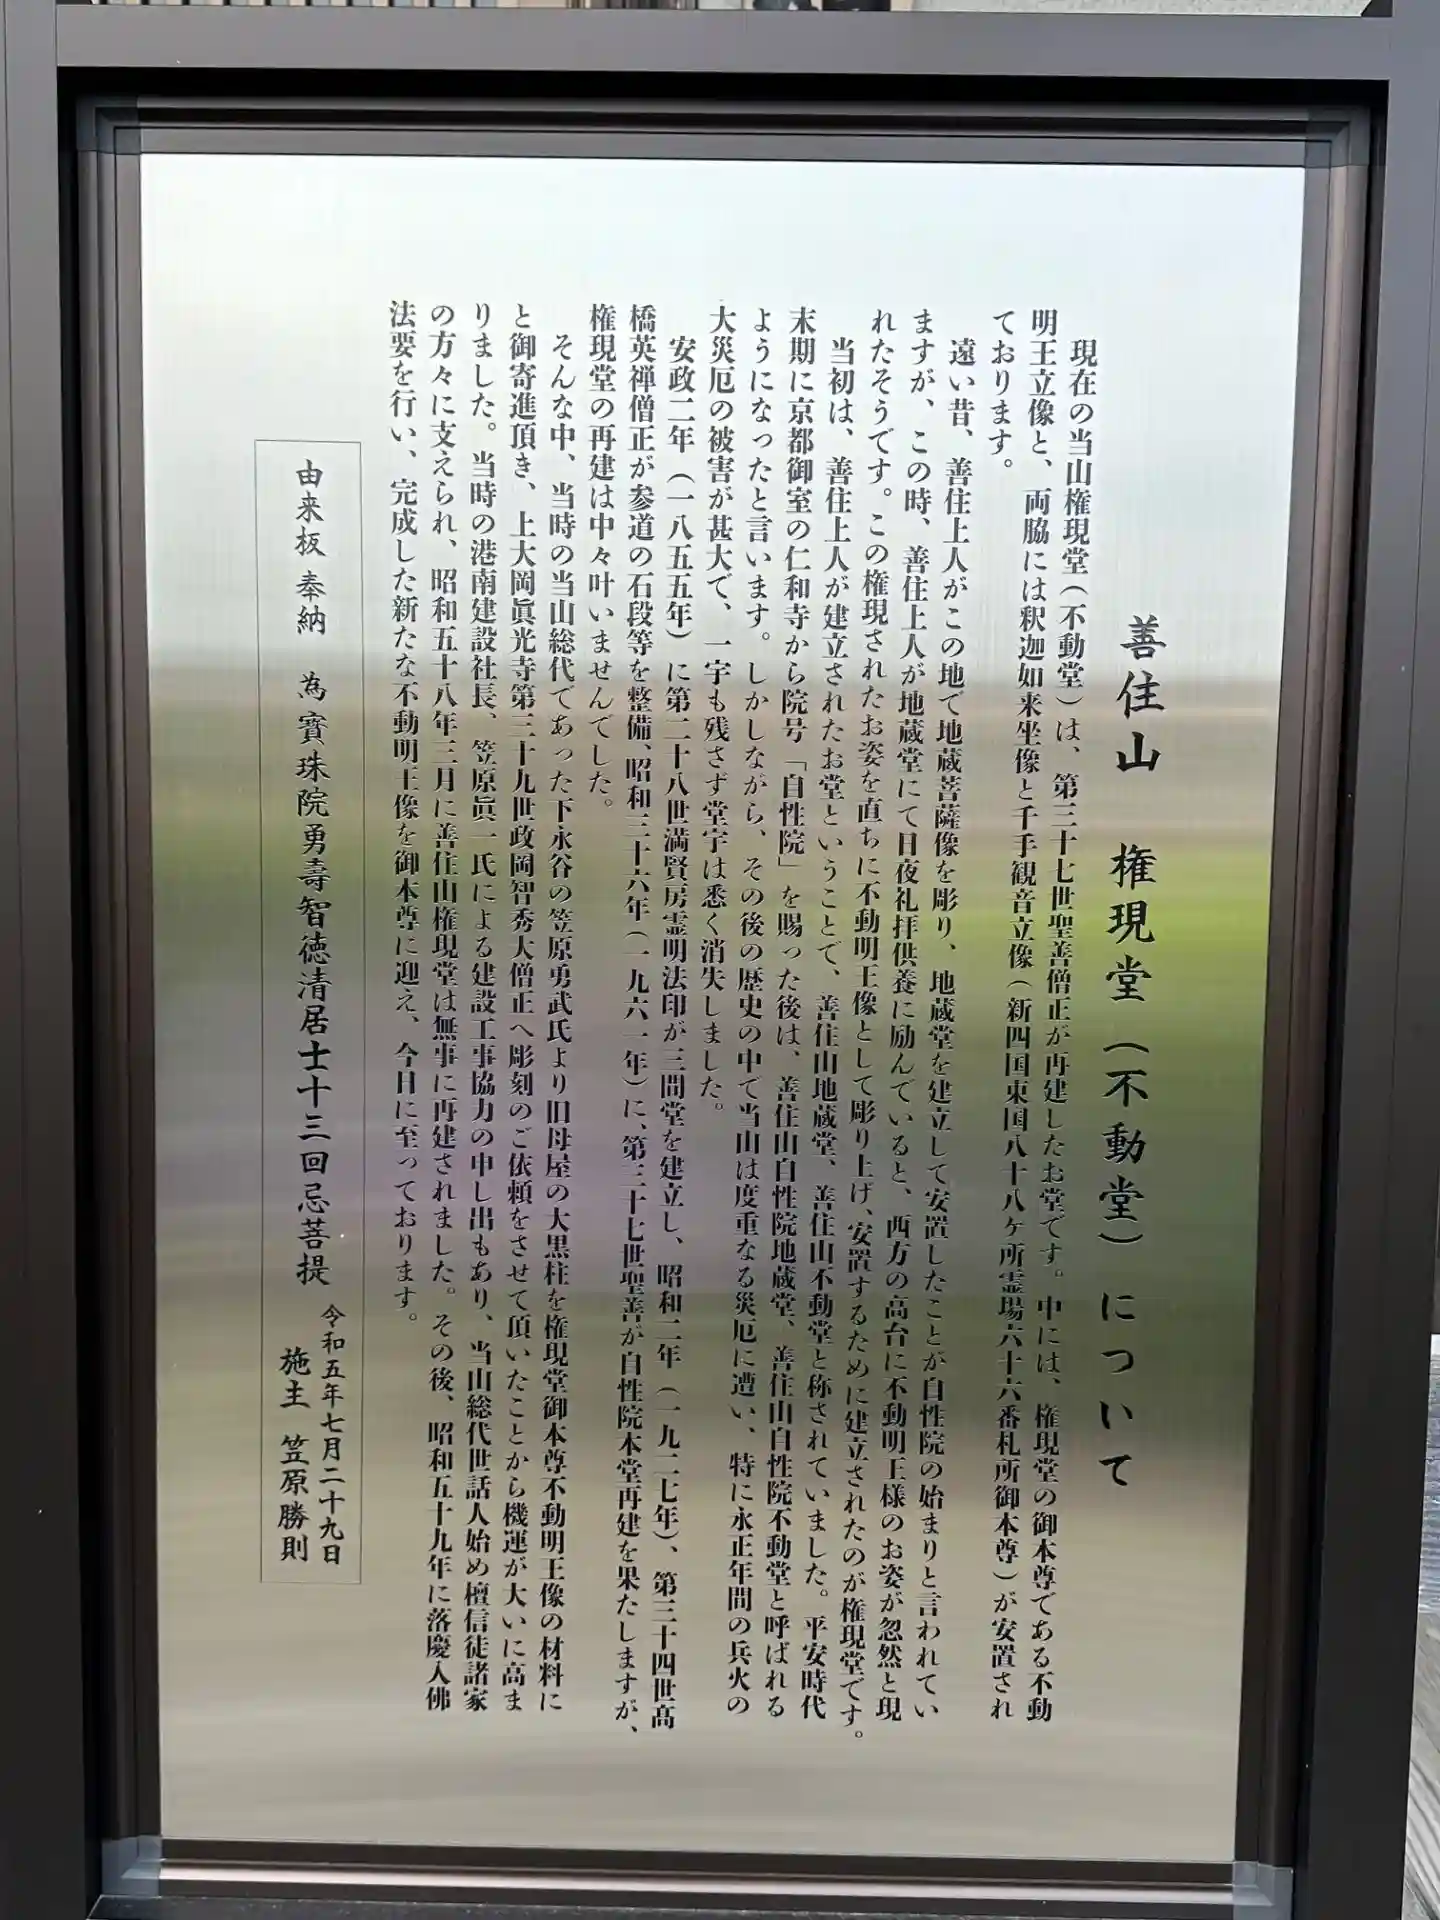 善住山　権現堂（不動堂）について
現在の当山権現堂（不動堂）は、第三十七世聖善僧正が再建したお堂です。中には、権現堂の御本尊である不動
明王立像と、両脇には釈迦如来坐像と千手観音立像（新四国東国八十八ヶ所霊場六十六番札所御本尊）が安置され
ております。
遠い昔、善住上人がこの地で地蔵菩薩像を彫り、地蔵堂を建立して安置したことが自性院の始まりと言われてい
ますが、この時、善住上人が地蔵堂にて日夜礼拝供養に励んでいると、西方の高台に不動明王様のお姿が忽然と現
れたそうです。この権現されたお姿を直ちに不動明王像として彫り上げ、安置するために建立されたのが権現堂です。
当初は、善住上人が建立されたお堂ということで、善住山地蔵堂、善住山不動堂と称されていました。平安時代
末期に京都御室の仁和寺から院号「自性院」を賜った後は、善住山自性院地蔵堂、善住山自性院不動堂と呼ばれる
ようになったと言います。しかしながら、その後の歴史の中で当山は度重なる災厄に遭い、特に永正年間の兵火の
大災厄の被害が甚大で、一宇も残さず堂宇は悉く消失しました。
安政二年（一八五五年）に第二十八世満賢房霊明法印が三間堂を建立し、昭和二年（一九二七年）、第三十四世髙
橋英禅僧正が参道の石段等を整備、昭和三十六年（一九六一年）に、第三十七世聖善が自性院本堂再建を果たしますが、
権現堂の再建は中々叶いませんでした。
そんな中、当時の当山総代であった下永谷の笠原勇武氏より旧母屋の大黒柱を権現堂御本尊不動明王像の材料に
と御寄進頂き、上大岡眞光寺第三十九世政岡智秀大僧正へ彫刻のご依頼をさせて頂いたことから機運が大いに高ま
りました。当時の港南建設社長、笠原眞一氏による建設工事協力の申し出もあり、当山総代世話人始め檀信徒諸家
の方々に支えられ、昭和五十八年三月に善住山権現堂は無事に再建されました。その後、昭和五十九年に落慶入佛
法要を行い、完成した新たな不動明王像を御本尊に迎え、今日に至っております。
由来板 奉納　為 寳珠院勇壽智徳清居士十三回忌菩提
令和五年七月二十九日
施主　笠原勝則